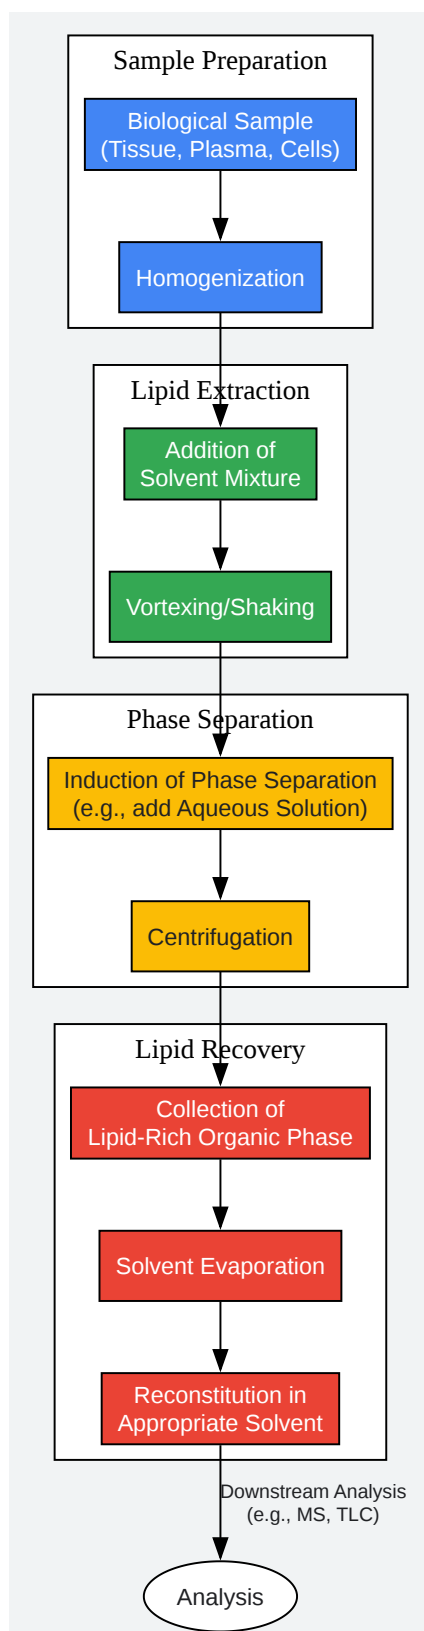 Sample Preparation
Biological Sample
(Tissue, Plasma, Cells)
Homogenization
Lipid Extraction
Addition of
Solvent Mixture
Vortexing/Shaking
Phase Separation
Induction of Phase Separation
(e.g., add Aqueous Solution)
Centrifugation
Lipid Recovery
Collection of
Lipid-Rich Organic Phase
Solvent Evaporation
Reconstitution in
Appropriate Solvent
Downstream Analysis
(e.g., MS, TLC)
Analysis